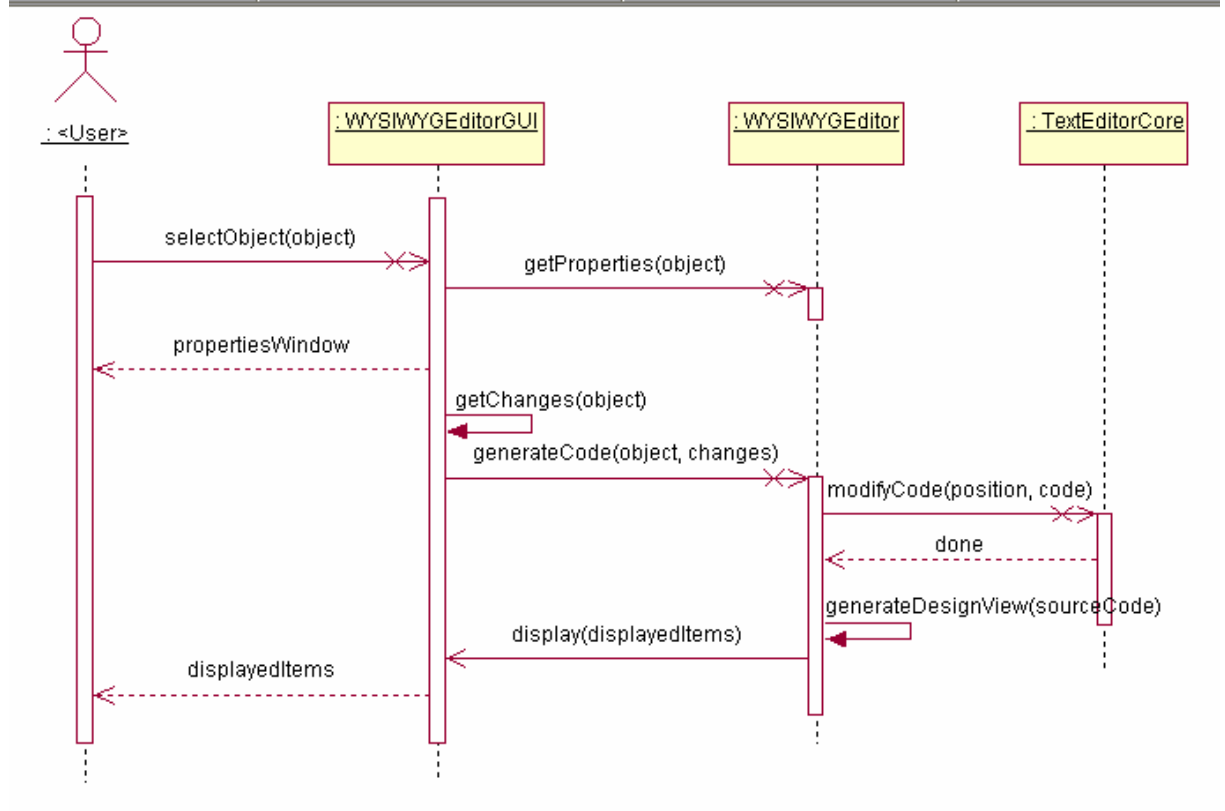 : <User>
: WYSIWYGEditorGUI
: WYSIWYGEditor
: TextEditorCore
selectObject(object)
getProperties(object)
propertiesWindow
getChanges(object)
generateCode(object, changes)
modifyCode(position, code)
done
generateDesignView(sourceCode)
display(displayedItems)
displayedItems